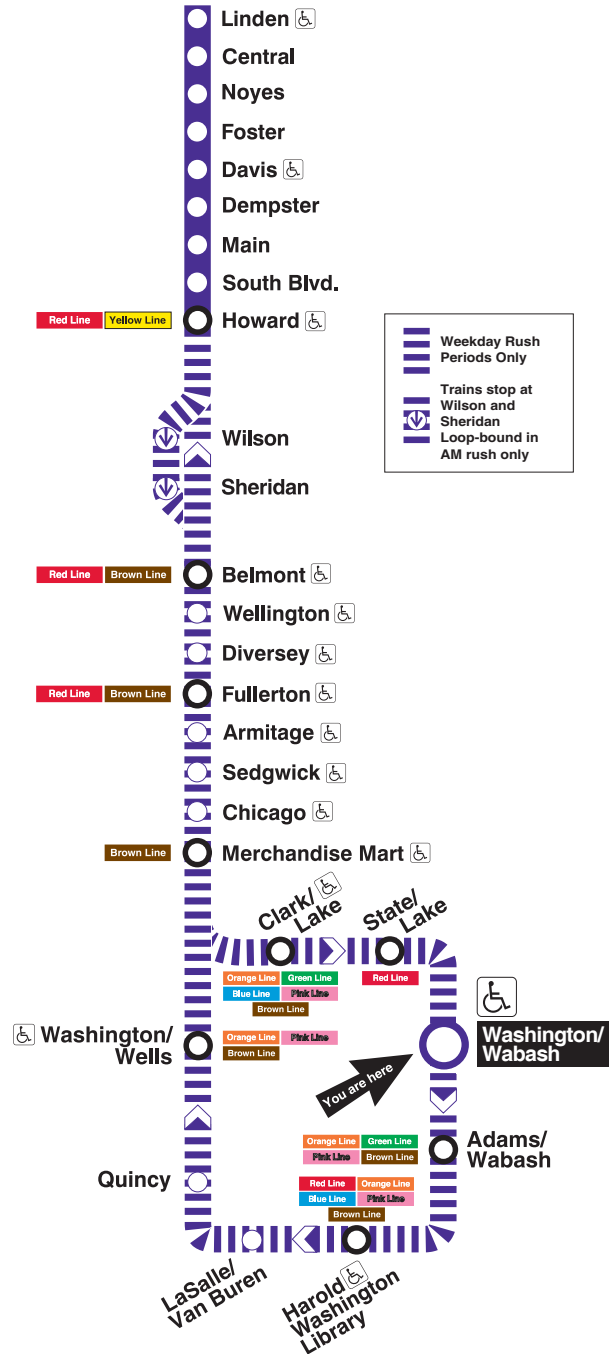 Linden
Central
Noyes
Foster
Davis
Dempster
Main
South Blvd.
Red Line
Yellow Line
Howard
Weekday Rush
Periods Only
Trains stop at
Wilson and
Sheridan
Loop-bound in
AM rush only
Wilson
Sheridan
Red Line
Brown Line
Belmont
Wellington
Diversey
Red Line
Brown Line
Fullerton
Armitage
Sedgwick
Chicago
Brown Line
Merchandise Mart
Clark/
Lake
State/
Lake
Orange Line
Green Line
Blue Line
Pink Line
Brown Line
Red Line
Washington/
Wells
Orange Line
Pink Line
Brown Line
Washington/
Wabash
You are here
Orange Line
Green Line
Pink Line
Brown Line
Adams/
Wabash
Quincy
Red Line
Orange Line
Blue Line
Pink Line
Brown Line
LaSalle/
Van Buren
Harold
Washington
Library